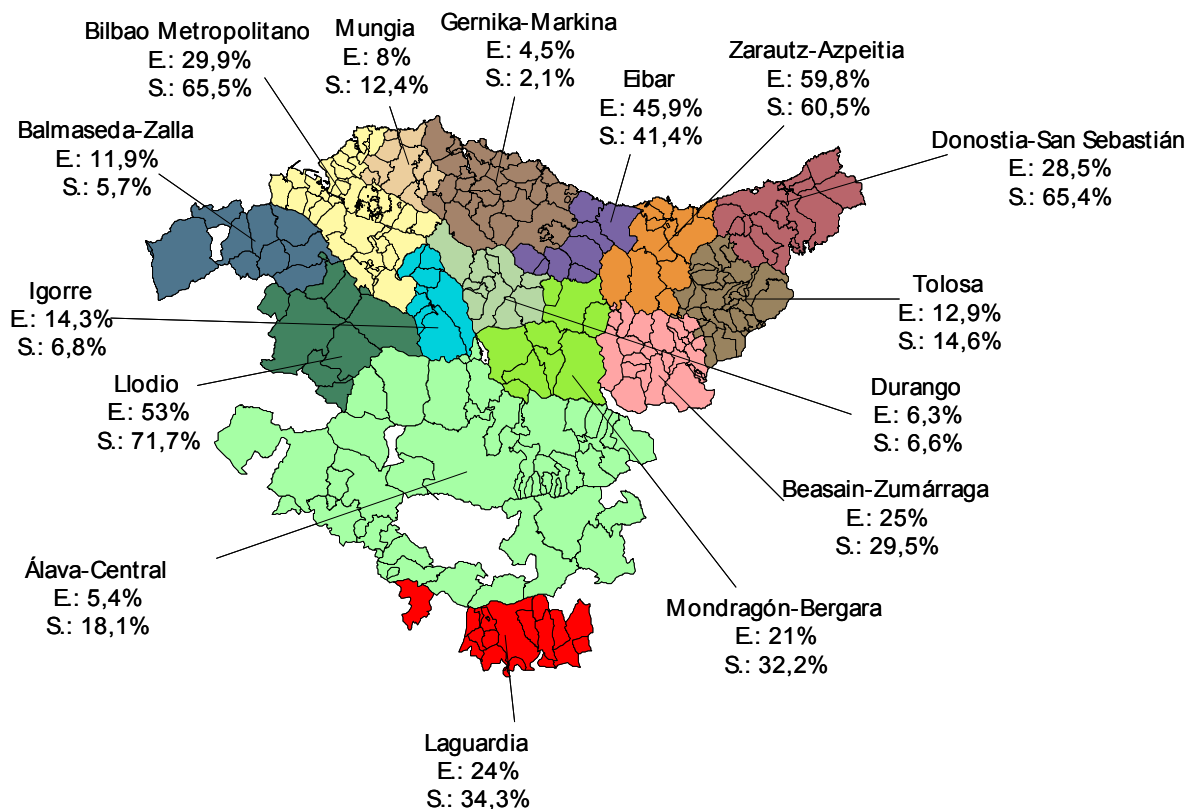 Bilbao Metropolitano
E.: 29,9%
S.: 65,5%
Mungia
E.: 8%
S.: 12,4%
Gernika-Markina
E.: 4,5%
S.: 2,1%
Eibar
E.: 45,9%
S.: 41,4%
Zarautz-Azpeitia
E.: 59,8%
S.: 60,5%
Donostia-San Sebastián
E.: 28,5%
S.: 65,4%
Balmaseda-Zalla
E.: 11,9%
S.: 5,7%
Igorre
E.: 14,3%
S.: 6,8%
Llodio
E.: 53%
S.: 71,7%
Tolosa
E.: 12,9%
S.: 14,6%
Durango
E.: 6,3%
S.: 6,6%
Beasain-Zumárraga
E.: 25%
S.: 29,5%
Álava-Central
E.: 5,4%
S.: 18,1%
Mondragón-Bergara
E.: 21%
S.: 32,2%
Laguardia
E.: 24%
S.: 34,3%